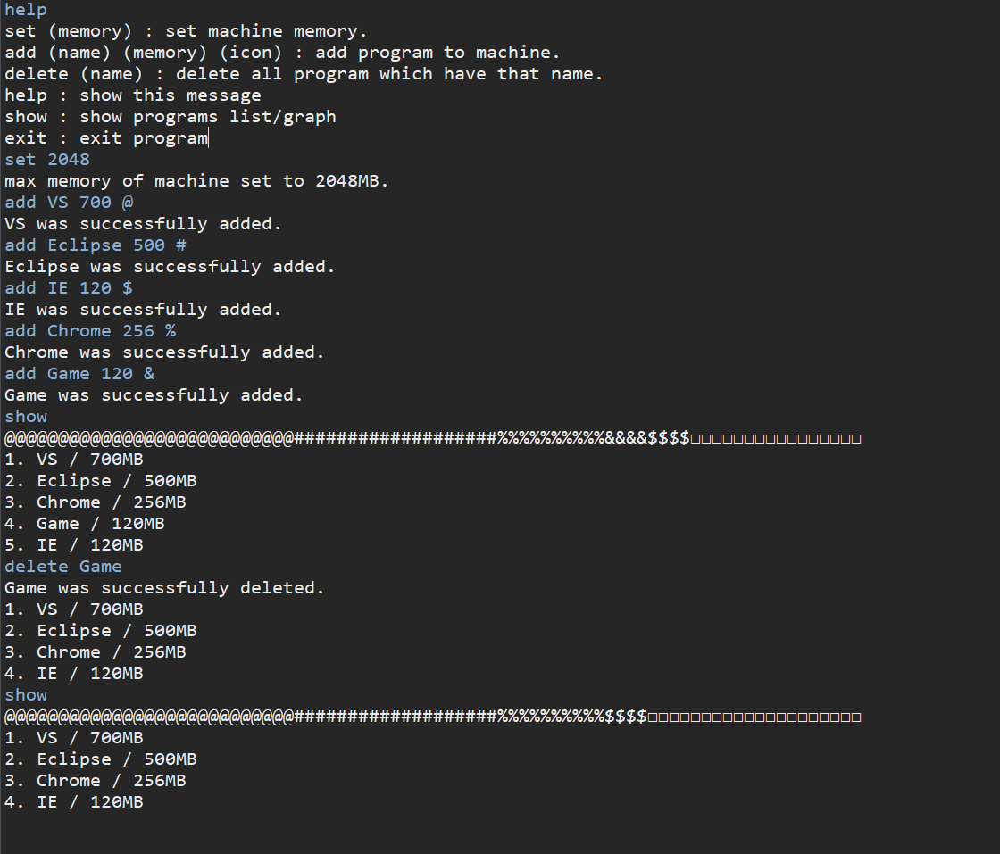 help
set (memory) : set machine memory.
add (name) (memory) (icon) : add program to machine.
delete (name) : delete all program which have that name.
help : show this message
show : show programs list/graph
exit : exit program
set 2048
max memory of machine set to 2048MB.
add VS 700 @
VS was successfully added.
add Eclipse 500 #
Eclipse was successfully added.
add IE 120 $
IE was successfully added.
add Chrome 256 %
Chrome was successfully added.
add Game 120 &
Game was successfully added.
show
@@@@@@@@@@@@@@@@@@@@@@@@@@@###################%%%%%%%%%%&&&&$$$$□□□□□□□□□□□□□□□□
1. VS / 700MB
2. Eclipse / 500MB
3. Chrome / 256MB
4. Game / 120MB
5. IE / 120MB
delete Game
Game was successfully deleted.
1. VS / 700MB
2. Eclipse / 500MB
3. Chrome / 256MB
4. IE / 120MB
show
@@@@@@@@@@@@@@@@@@@@@@@@@@@###################%%%%%%%%%%$$$$□□□□□□□□□□□□□□□□□□□□
1. VS / 700MB
2. Eclipse / 500MB
3. Chrome / 256MB
4. IE / 120MB